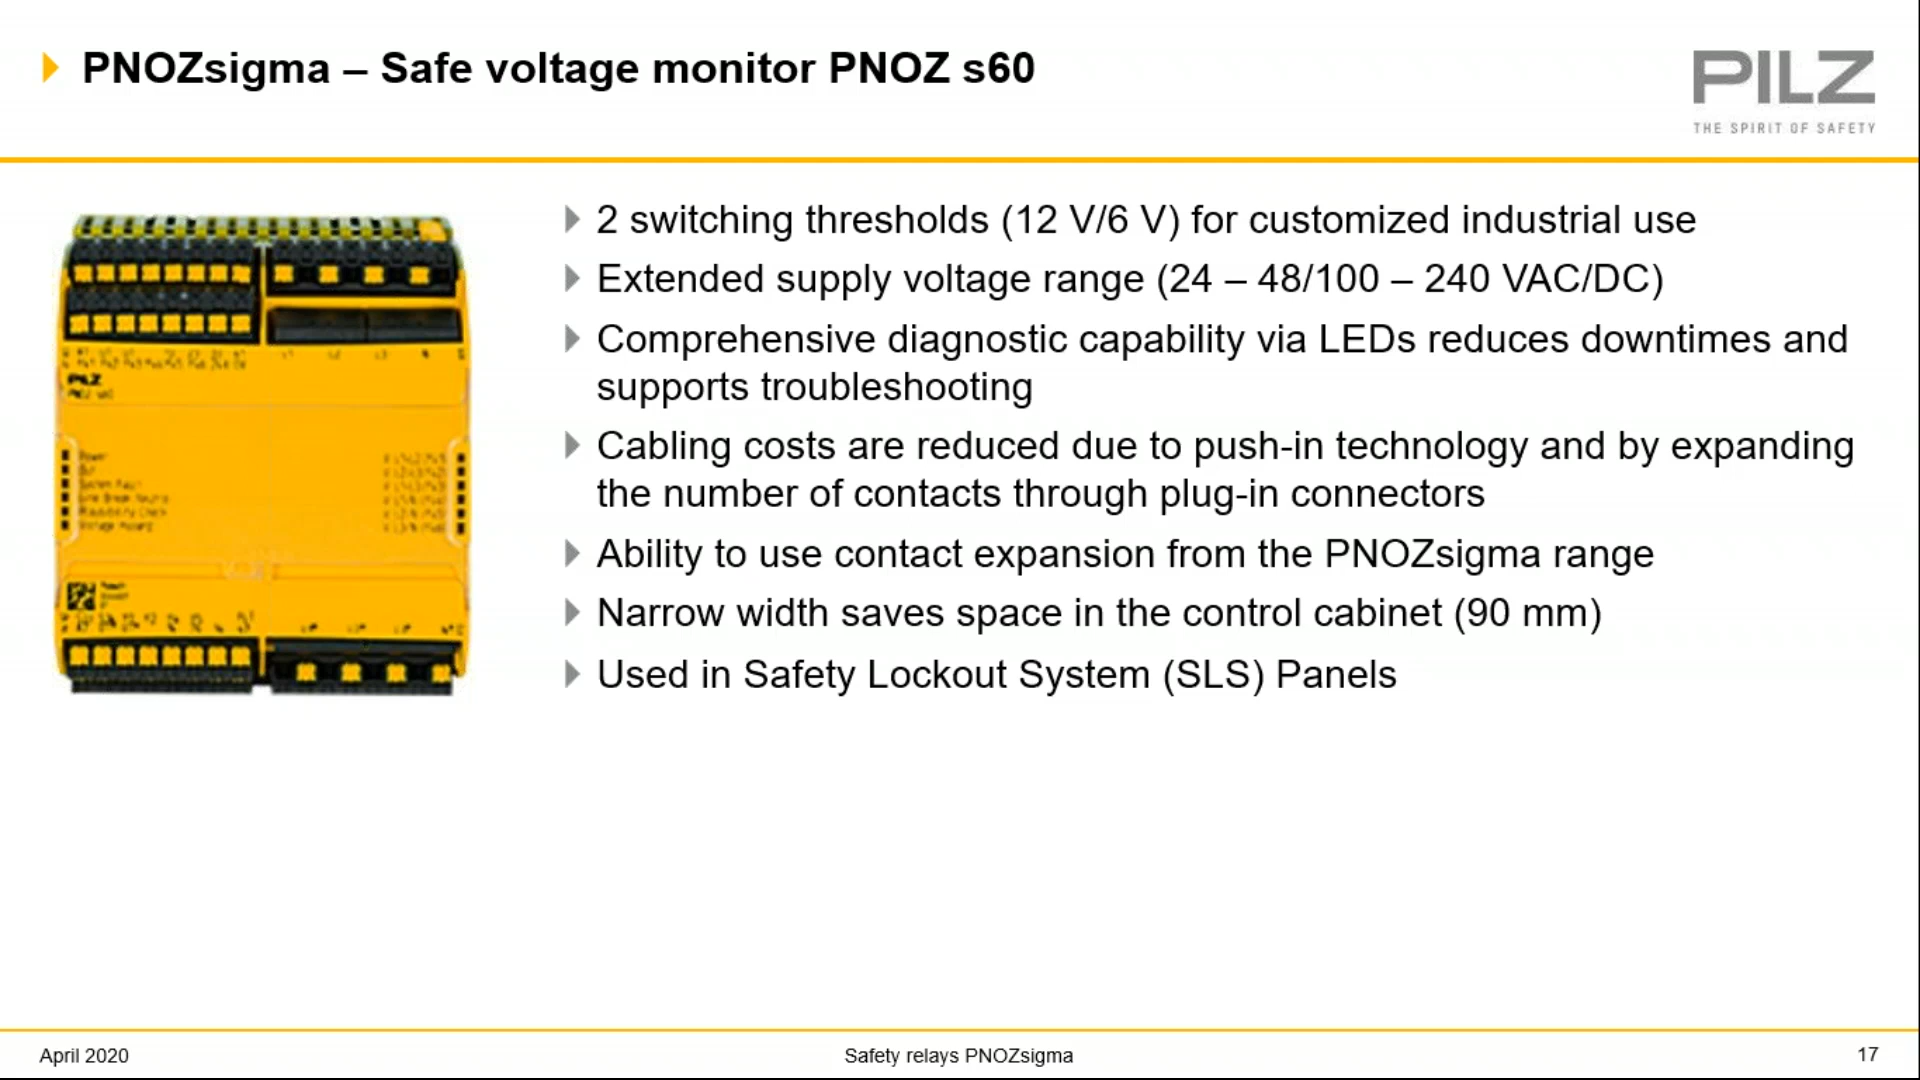 PNOZsigma – Safe voltage monitor PNOZ s60
PILZ
THE SPIRIT OF SAFETY
2 switching thresholds (12 V/6 V) for customized industrial use
Extended supply voltage range (24 – 48/100 – 240 VAC/DC)
Comprehensive diagnostic capability via LEDs reduces downtimes and
supports troubleshooting
Cabling costs are reduced due to push-in technology and by expanding
the number of contacts through plug-in connectors
Ability to use contact expansion from the PNOZsigma range
Narrow width saves space in the control cabinet (90 mm)
Used in Safety Lockout System (SLS) Panels
PILZ
Power
April 2020
Safety relays PNOZsigma
17